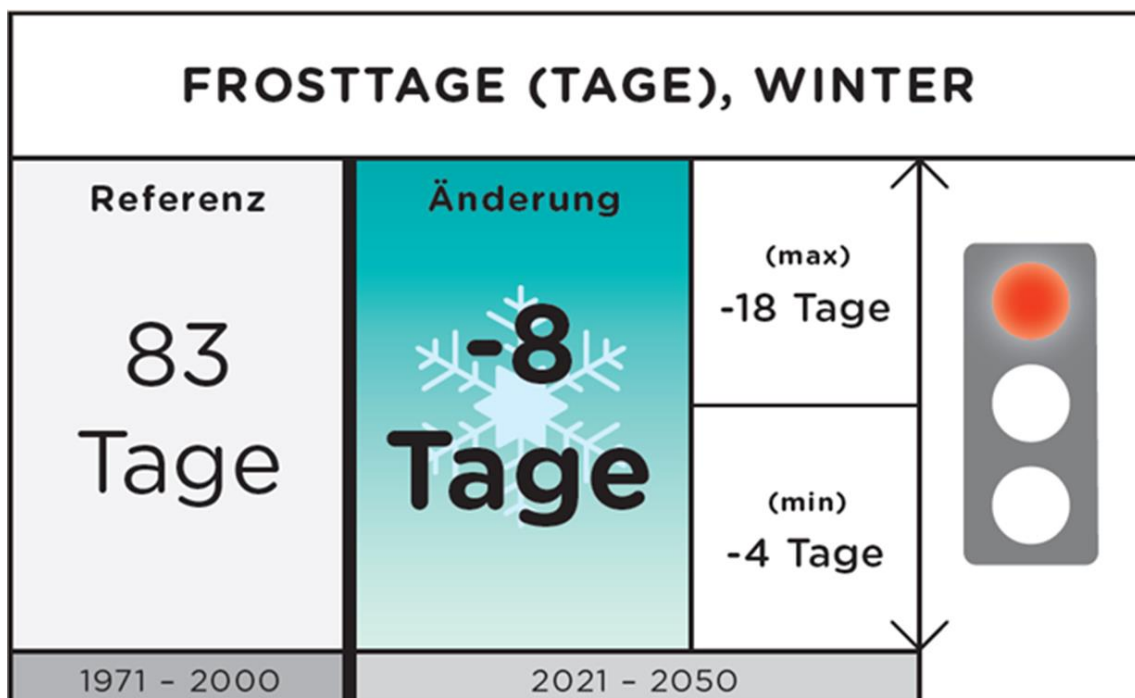 FROSTTAGE (TAGE), WINTER
Referenz
83
Tage
1971 – 2000
Änderung
-8
Tage
(max)
-18 Tage
(min)
-4 Tage
2021 – 2050